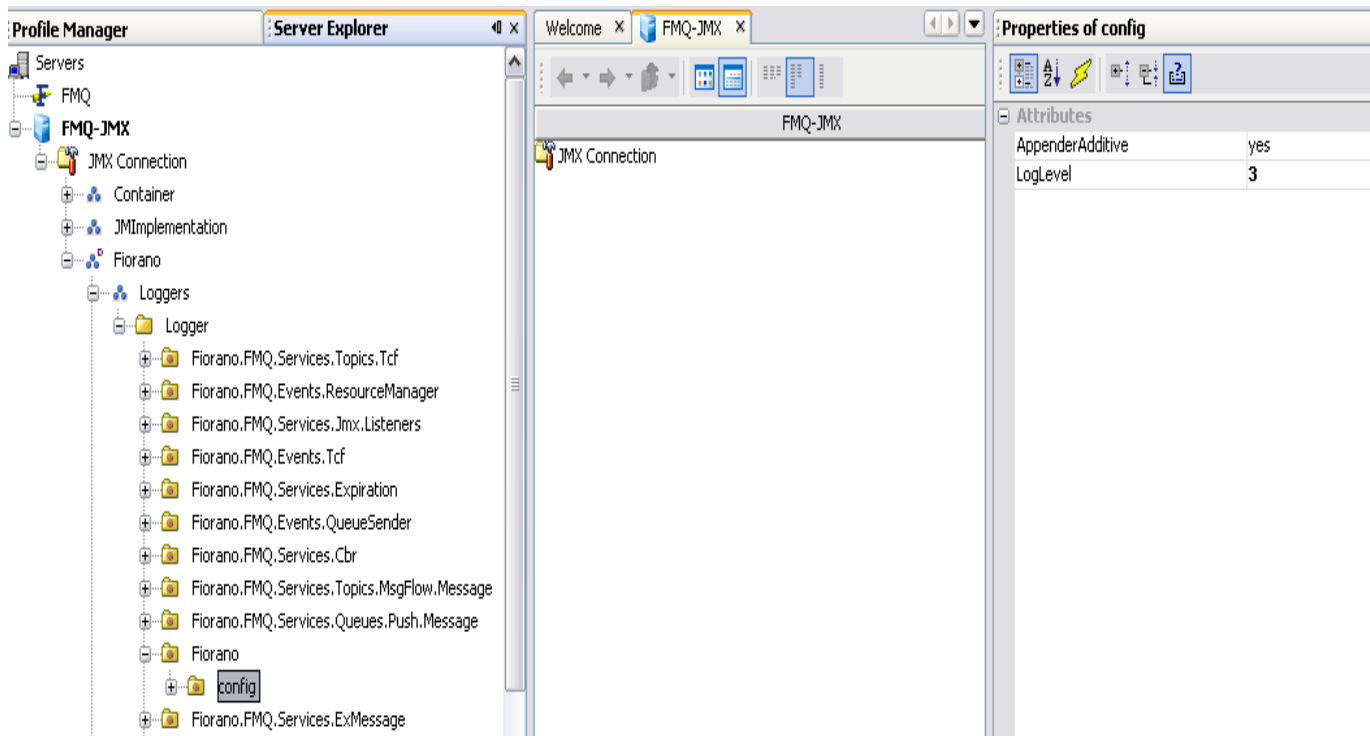 Profile Manager
Server Explorer
Servers
FMQ
FMQ-JMX
JMX Connection
Container
JMImplementation
Fiorano
Loggers
Logger
Fiorano.FMQ.Services.Topics.Tcf
Fiorano.FMQ.Events.ResourceManager
Fiorano.FMQ.Services.Jmx.Listeners
Fiorano.FMQ.Events.Tcf
Fiorano.FMQ.Services.Expiration
Fiorano.FMQ.Events.QueueSender
Fiorano.FMQ.Services.Cbr
Fiorano.FMQ.Services.Topics.MsgFlow.Message
Fiorano.FMQ.Services.Queues.Push.Message
Fiorano
config
Fiorano.FMQ.Services.ExMessage
Welcome
FMQ-JMX
FMQ-JMX
JMX Connection
Properties of config
Attributes
AppenderAdditive yes
LogLevel 3